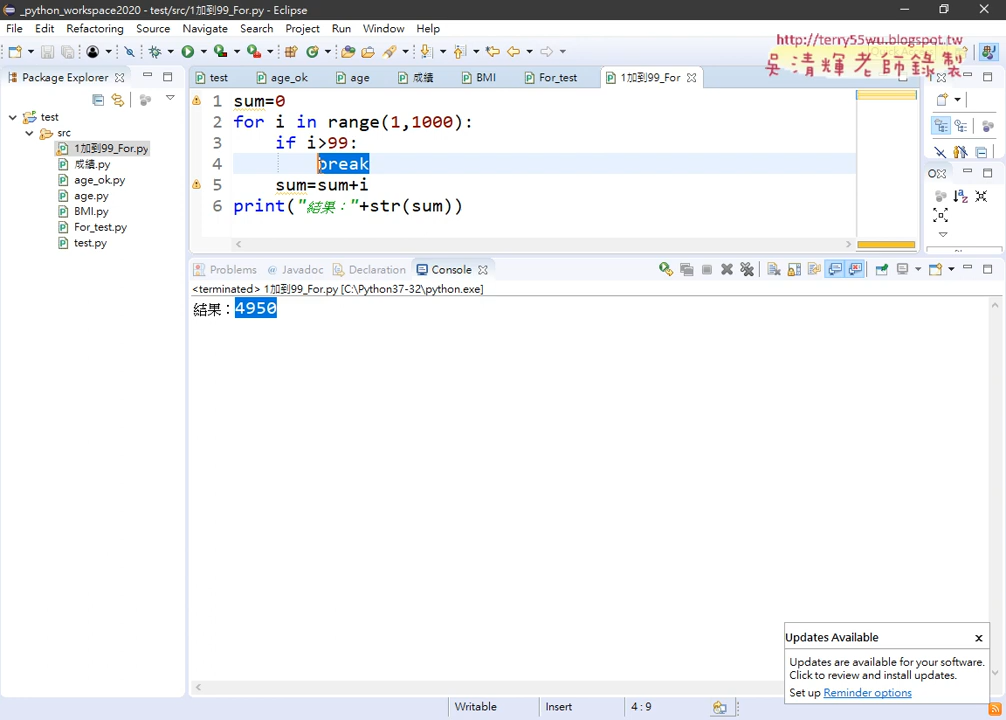 _python_workspace2020 - test/src/1加到99_For.py - Eclipse
File Edit Refactoring Source Navigate Search Project Run Window Help
http://terry55wu.blogspot.tw
吳清輝老師錄製
Package Explorer
test age_ok age 成績 BMI For_test 1加到99_For
test
src
1加到99_For.py
成績.py
age_ok.py
age.py
BMI.py
For_test.py
test.py
1 sum=0
2 for i in range(1,1000):
3 if i>99:
4 break
5 sum=sum+i
6 print("結果："+str(sum))
Problems Javadoc Declaration Console
<terminated> 1加到99_For.py [C:\Python37-32\python.exe]
結果：4950
Updates Available
Updates are available for your software.
Click to review and install updates.
Set up Reminder options
Writable Insert 4 : 9